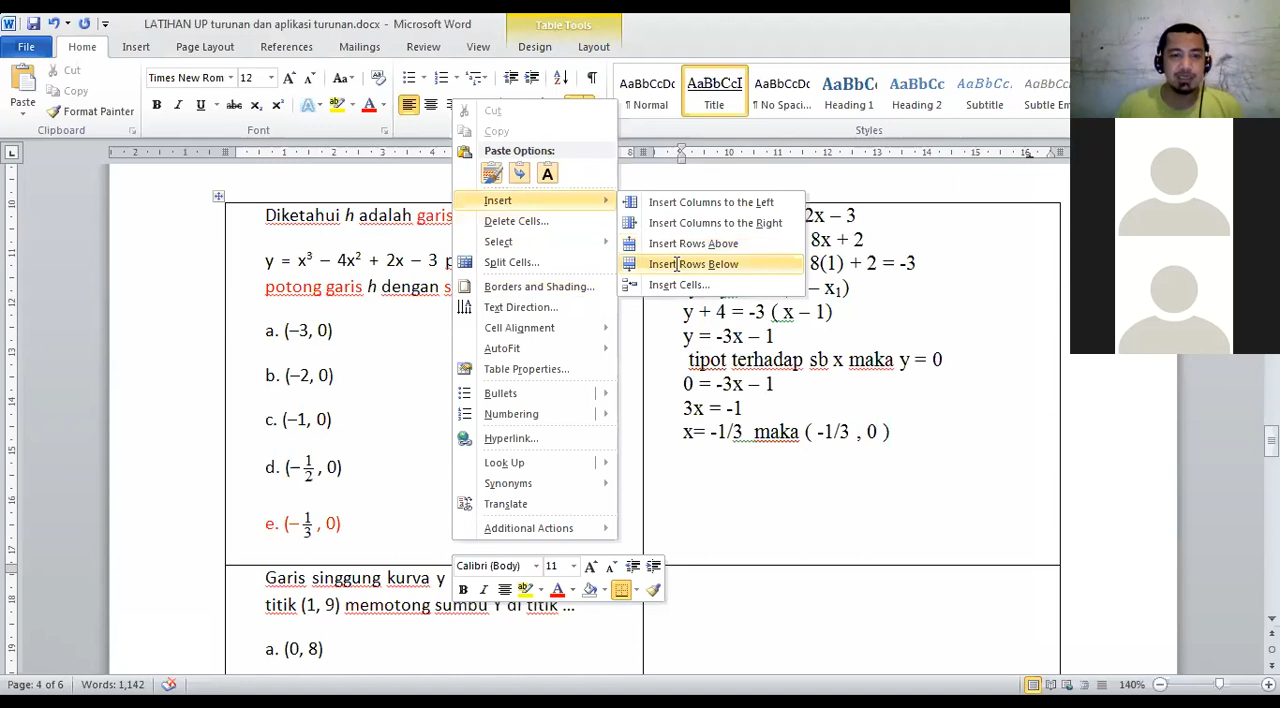 LATIHAN UP turunan dan aplikasi turunan.docx - Microsoft Word
Table Tools
File Home Insert Page Layout References Mailings Review View Design Layout
Paste
Cut
Copy
Format Painter
Clipboard
Times New Rom 12
Aa
B I U abc x₂ x²
Font
AaBbCcDc
¶ Normal
AaBbCcI
Title
AaBbCcDc
¶ No Spaci...
AaBbC
Heading 1
AaBbCc
Heading 2
AaBbCcL
Subtitle
AaBbCcD
Subtle Em
Styles
Cut
Copy
Paste Options:
Insert
Delete Cells...
Select
Split Cells...
Borders and Shading...
Text Direction...
Cell Alignment
AutoFit
Table Properties...
Bullets
Numbering
Hyperlink...
Look Up
Synonyms
Translate
Additional Actions
Insert Columns to the Left
Insert Columns to the Right
Insert Rows Above
Insert Rows Below
Insert Cells...
Calibri (Body) 11
B I
Diketahui h adalah garis
y = x³ − 4x² + 2x − 3
potong garis h dengan
a. (−3, 0)
b. (−2, 0)
c. (−1, 0)
d. (−1/2, 0)
e. (−1/3, 0)
2x − 3
8x + 2
8(1) + 2 = -3
− x₁)
y + 4 = -3 ( x − 1)
y = -3x − 1
tipot terhadap sb x maka y = 0
0 = -3x − 1
3x = -1
x= -1/3 maka ( -1/3 , 0 )
Garis singgung kurva y
titik (1, 9) memotong sumbu Y di titik ...
a. (0, 8)
Page: 4 of 6 Words: 1,142 140%